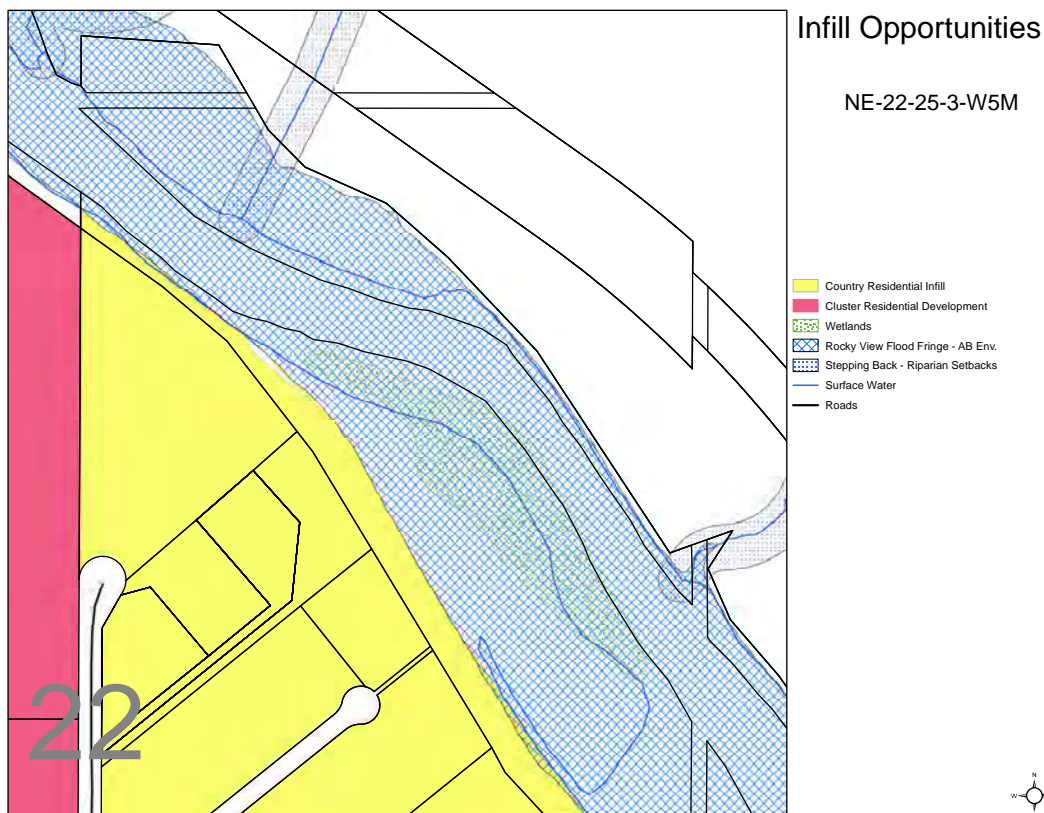 Infill Opportunities
NE-22-25-3-W5M
Country Residential Infill
Cluster Residential Development
Wetlands
Rocky View Flood Fringe - AB Env.
Stepping Back - Riparian Setbacks
Surface Water
Roads
22
N
W